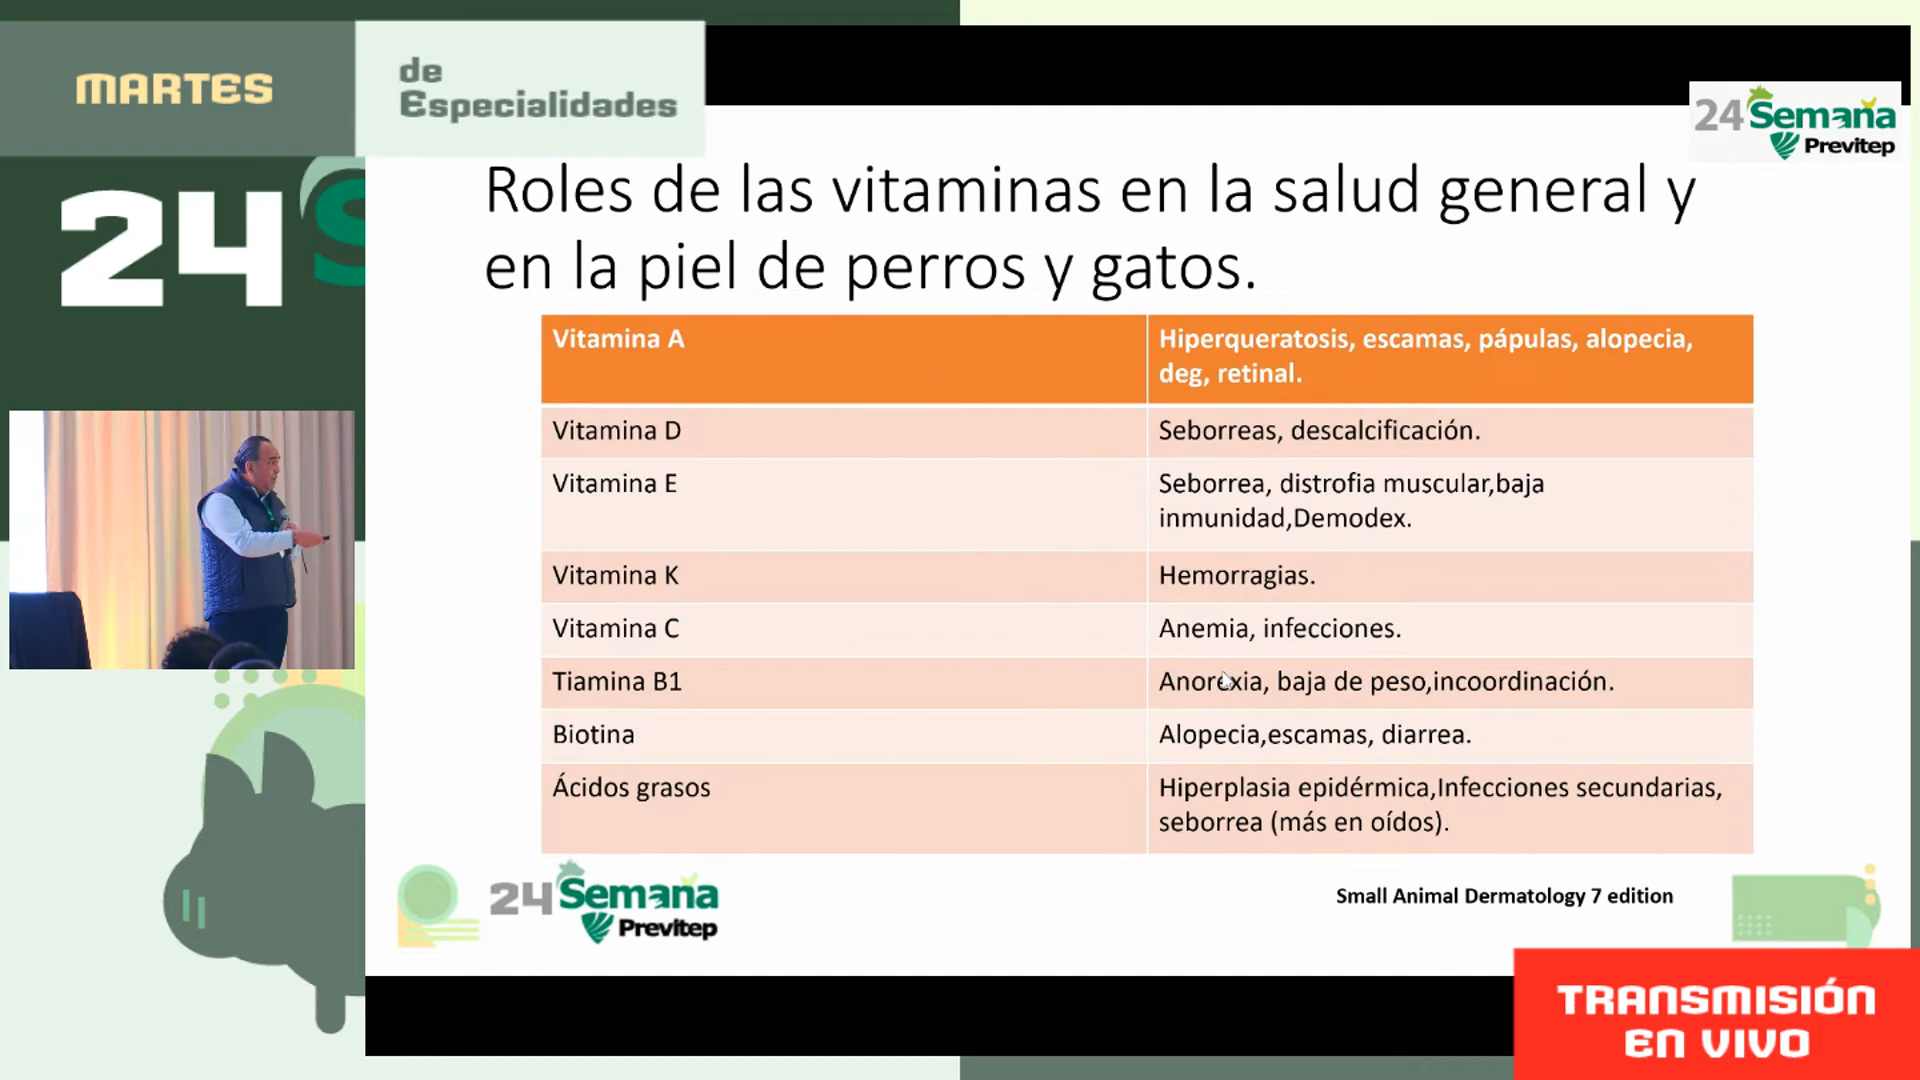 MARTES
de
Especialidades
24S
24 Semana
Previtep
Roles de las vitaminas en la salud general y
en la piel de perros y gatos.
Vitamina A
Hiperqueratosis, escamas, pápulas, alopecia,
deg, retinal.
Vitamina D
Seborreas, descalcificación.
Vitamina E
Seborrea, distrofia muscular,baja
inmunidad,Demodex.
Vitamina K
Hemorragias.
Vitamina C
Anemia, infecciones.
Tiamina B1
Anorexia, baja de peso,incoordinación.
Biotina
Alopecia,escamas, diarrea.
Ácidos grasos
Hiperplasia epidérmica,Infecciones secundarias,
seborrea (más en oídos).
24 Semana
Previtep
Small Animal Dermatology 7 edition
TRANSMISIÓN
EN VIVO